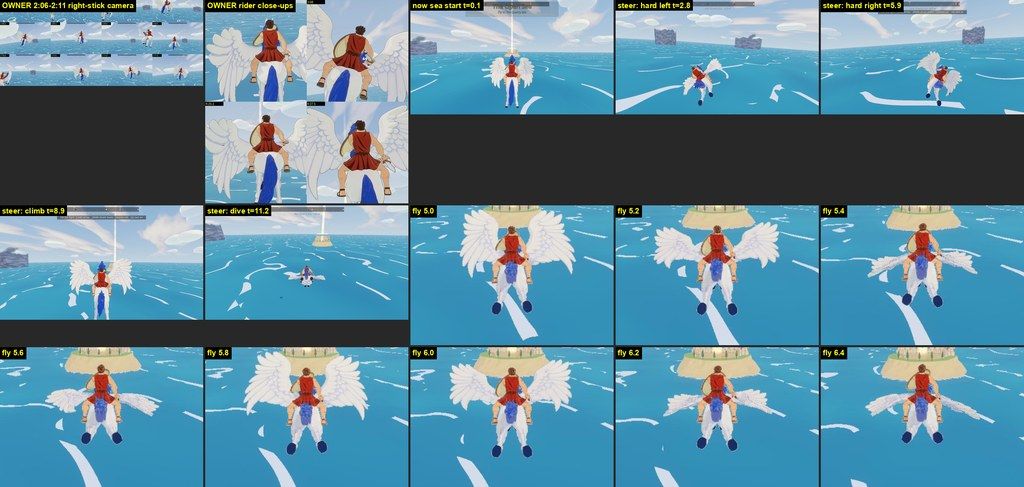 OWNER 2:06-2:11 right-stick camera
OWNER rider close-ups
now sea start t=0.1
steer: hard left t=2.8
steer: hard right t=5.9
steer: climb t=8.9
steer: dive t=11.2
fly 5.0
fly 5.2
fly 5.4
fly 5.6
fly 5.8
fly 6.0
fly 6.2
fly 6.4